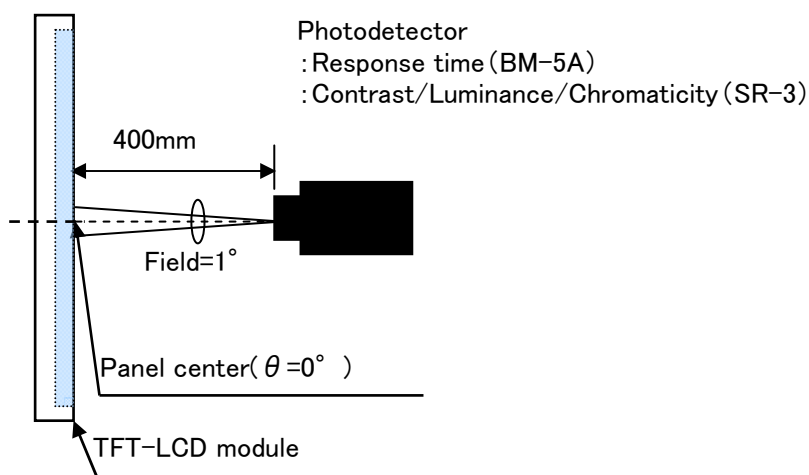 Photodetector
:Response time(BM-5A)
:Contrast/Luminance/Chromaticity(SR-3)
400mm
Field=1°
Panel center(θ=0° )
TFT-LCD module